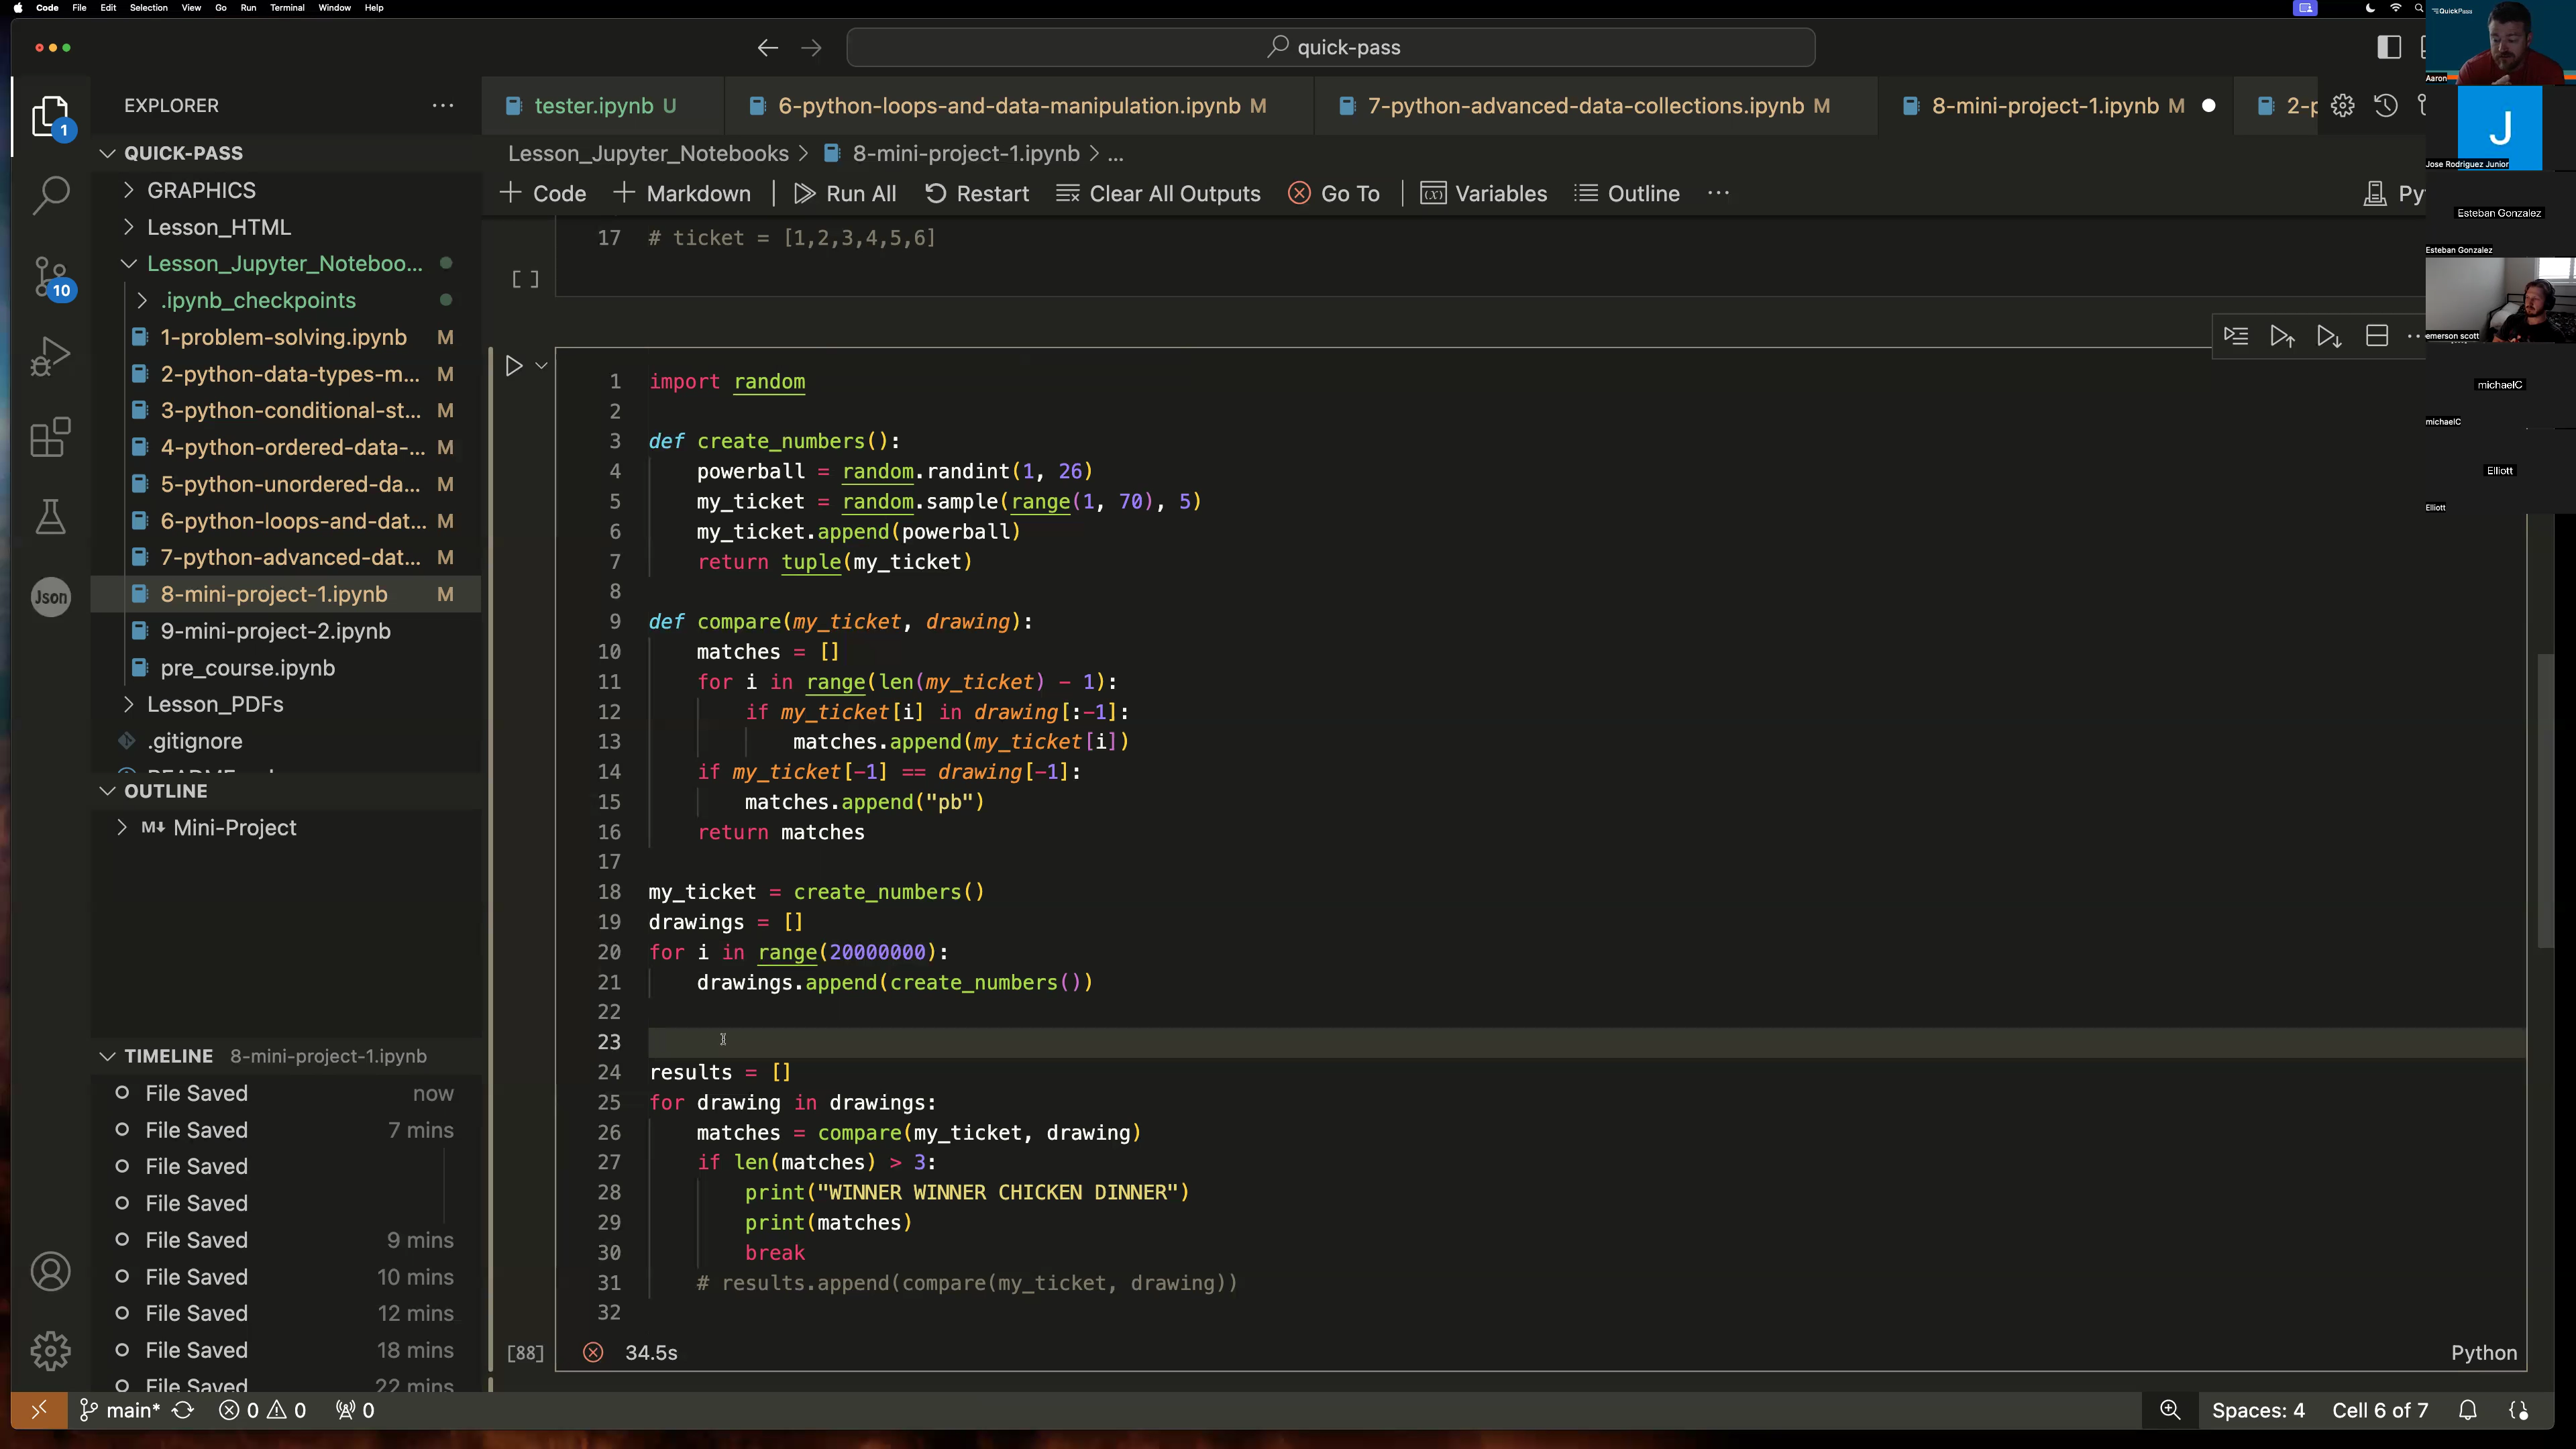 Code File Edit Selection View Go Run Terminal Window Help
quick-pass
EXPLORER
QUICK-PASS
GRAPHICS
Lesson_HTML
Lesson_Jupyter_Noteboo...
.ipynb_checkpoints
1-problem-solving.ipynb M
2-python-data-types-m... M
3-python-conditional-st... M
4-python-ordered-data-... M
5-python-unordered-da... M
6-python-loops-and-dat... M
7-python-advanced-dat... M
8-mini-project-1.ipynb M
9-mini-project-2.ipynb
pre_course.ipynb
Lesson_PDFs
.gitignore
OUTLINE
M↓ Mini-Project
TIMELINE 8-mini-project-1.ipynb
File Saved now
File Saved 7 mins
File Saved
File Saved
File Saved 9 mins
File Saved 10 mins
File Saved 12 mins
File Saved 18 mins
File Saved 22 mins
1
10
Json
tester.ipynb U
6-python-loops-and-data-manipulation.ipynb M
7-python-advanced-data-collections.ipynb M
8-mini-project-1.ipynb M
2-p
Lesson_Jupyter_Notebooks > 8-mini-project-1.ipynb > ...
+ Code + Markdown | Run All Restart Clear All Outputs Go To | Variables Outline ... Py
17 # ticket = [1,2,3,4,5,6]
[ ]
1 import random
2
3 def create_numbers():
4 powerball = random.randint(1, 26)
5 my_ticket = random.sample(range(1, 70), 5)
6 my_ticket.append(powerball)
7 return tuple(my_ticket)
8
9 def compare(my_ticket, drawing):
10 matches = []
11 for i in range(len(my_ticket) - 1):
12 if my_ticket[i] in drawing[:-1]:
13 matches.append(my_ticket[i])
14 if my_ticket[-1] == drawing[-1]:
15 matches.append("pb")
16 return matches
17
18 my_ticket = create_numbers()
19 drawings = []
20 for i in range(20000000):
21 drawings.append(create_numbers())
22
23
24 results = []
25 for drawing in drawings:
26 matches = compare(my_ticket, drawing)
27 if len(matches) > 3:
28 print("WINNER WINNER CHICKEN DINNER")
29 print(matches)
30 break
31 # results.append(compare(my_ticket, drawing))
32
[88] 34.5s Python
main* 0 0 0 Spaces: 4 Cell 6 of 7
QuickPass
Aaron
J
Jose Rodriguez Junior
Esteban Gonzalez
Esteban Gonzalez
emerson scott
michaelC
michaelC
Elliott
Elliott